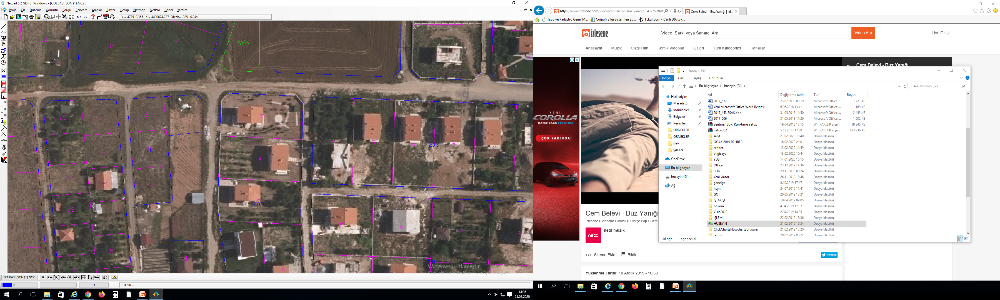 Netcad 5.2 GIS for Windows - [GOLBASI_SON (1).NCZ]
Proje Çiz Düzenle Görüntü Sorgu Pencere Araçlar Raster Hesap Netmap NetPro Genel Yardım
Y = 477519.365 , X = 4400674.237 Ölçek=1285 0.24s
PARK
12
11
6
15
2
3
4
5
6
7
8
208
71
209
72
12
11
10
3
4
5
5
6
7
8
7
6
Windows'u Etkinleştir
GOLBASI_SON (1).NCZ
0
F1
HAZIR ...
14:36
25.02.2020
https://www.izlesene.com/video/cem-belevi-buz-yanigi/10437783#list
Cem Belevi - Buz Yanığı | İzl...
Tapu ve Kadastro Genel M...
Coğrafi Bilgi Sistemleri Şu...
TLkur.com - Canlı Döviz K...
izlesene
Video, Şarkı veya Sanatçı Ara
Video Ara
Üye Girişi
Anasayfa Müzik Çizgi Film Komik Videolar Galeri Tüm Kategoriler Kanallar
YENİ
COROLLA
HATCHBACK HYBRID
ÇOK YAKINDA!
Cem Belevi - Buz Yanığı
huseyin (G:)
Dosya Giriş Paylaş Görünüm
Bu bilgisayar huseyin (G:)
Ara: huseyin (G:)
Hızlı erişim
Masaüstü
İndirilenler
Belgeler
Resimler
ÖRNEKLER
ÖRNEKLER
slay
ŞAHİN
OneDrive
Bu bilgisayar
huseyin (G:)
Ağ
Ad Değiştirme tarihi Tür Boyut
2017_517 23.07.2018 09:19 Microsoft Office ... 1,721 KB
Yeni Microsoft Office Word Belgesi 6.06.2018 13:41 Microsoft Office ... 169 KB
2017_453 ESAS.doc 31.05.2018 11:50 Microsoft Office ... 2,445 KB
2017_506 31.05.2018 11:20 Microsoft Office ... 1,902 KB
Sentinel_LDK_Run-time_setup 19.04.2018 17:15 WinRAR ZIP arşivi 19,345 KB
netcad52 5.12.2017 17:38 WinRAR ZIP arşivi 183,236 KB
salyt 21.02.2020 16:40 Dosya klasörü
OCAK 2019 REHBER 16.02.2020 21:01 Dosya klasörü
rehber 13.02.2020 11:59 Dosya klasörü
bilgisayar 13.02.2020 10:44 Dosya klasörü
YDS 14.01.2020 15:15 Dosya klasörü
Office 23.12.2019 14:36 Dosya klasörü
SON 29.11.2019 00:24 Dosya klasörü
Yeni klasör 26.11.2019 18:46 Dosya klasörü
genelge 8.10.2019 17:47 Dosya klasörü
hsyn 24.07.2019 11:41 Dosya klasörü
GOT 20.05.2019 17:21 Dosya klasörü
İŞ_AKIŞI 10.04.2019 09:05 Dosya klasörü
başkan 4.04.2019 17:07 Dosya klasörü
Visio2010 2.04.2019 14:35 Dosya klasörü
İŞLEM 22.02.2019 15:36 Dosya klasörü
HÜSEYİN 21.02.2019 17:24 Dosya klasörü
ClickChartsFlowchartSoftware 21.02.2019 17:20 Dosya klasörü
resim 20.02.2019 00:22 Dosya klasörü
46 öğe 1 öğe seçildi
Cem Belevi - Buz Yanığı
İzlesene > Videolar > Müzik > Türkçe Pop > Cem
netd
netd müzik
</> Siteme Ekle Bildir
Tweetle
Yüklenme Tarihi: 10 Aralık 2019 - 16:38